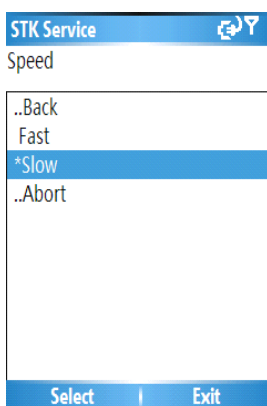 STK Service
Speed
..Back
Fast
*Slow
..Abort
Select Exit